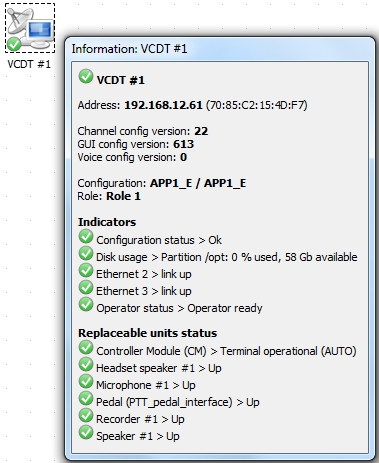 VCDT #1
Information: VCDT #1
VCDT #1
Address: 192.168.12.61 (70:85:C2:15:4D:F7)
Channel config version: 22
GUI config version: 613
Voice config version: 0
Configuration: APP1_E / APP1_E
Role: Role 1
Indicators
Configuration status > Ok
Disk usage > Partition /opt: 0 % used, 58 Gb available
Ethernet 2 > link up
Ethernet 3 > link up
Operator status > Operator ready
Replaceable units status
Controller Module (CM) > Terminal operational (AUTO)
Headset speaker #1 > Up
Microphone #1 > Up
Pedal (PTT_pedal_interface) > Up
Recorder #1 > Up
Speaker #1 > Up